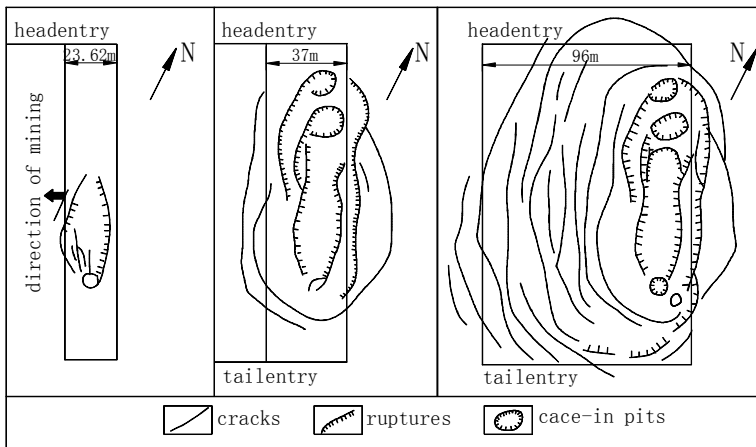 headentry
23.62m
N
direction of mining
headentry
37m
N
tailentry
headentry
96m
N
tailentry
cracks
ruptures
cace-in pits